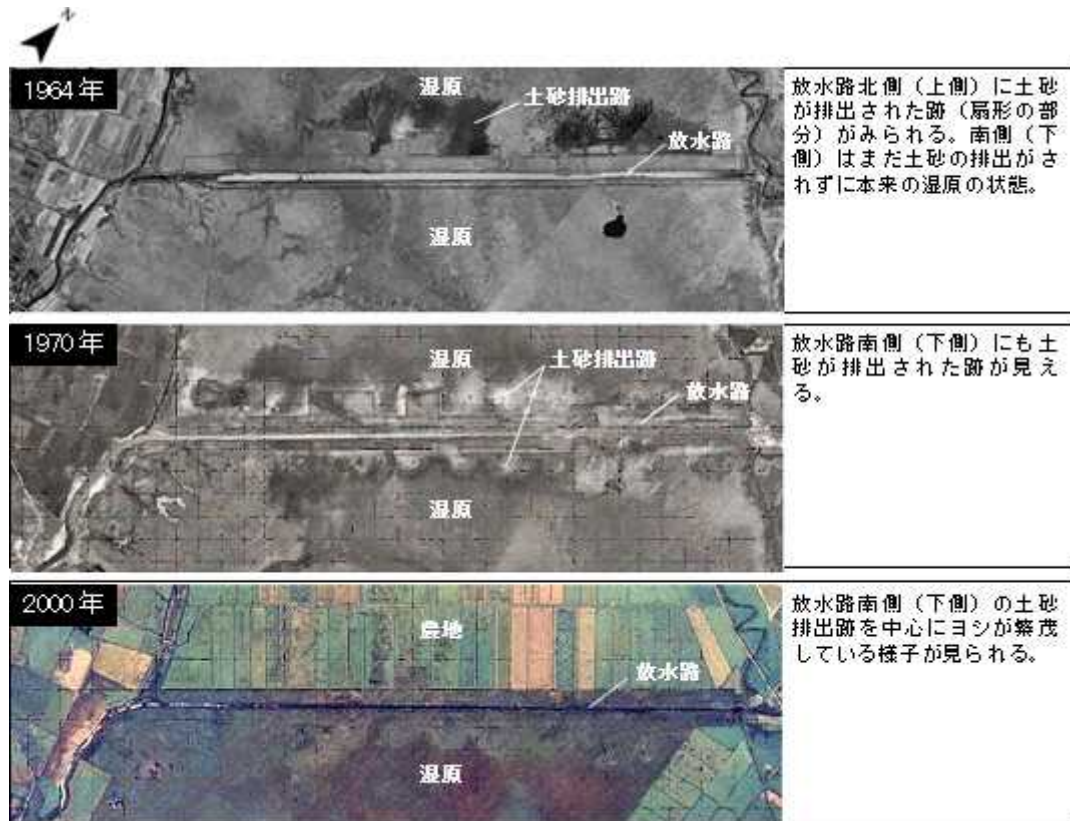 N
1964年
湿原
土砂排出跡
放水路
湿原
放水路北側（上側）に土砂
が排出された跡（扇形の部
分）がみられる。南側（下
側）はまだ土砂の排出がさ
れずに本来の湿原の状態。
1970年
湿原
土砂排出跡
放水路
湿原
放水路南側（下側）にも土
砂が排出された跡が見え
る。
2000年
農地
放水路
湿原
放水路南側（下側）の土砂
排出跡を中心にヨシが繁茂
している様子が見られる。